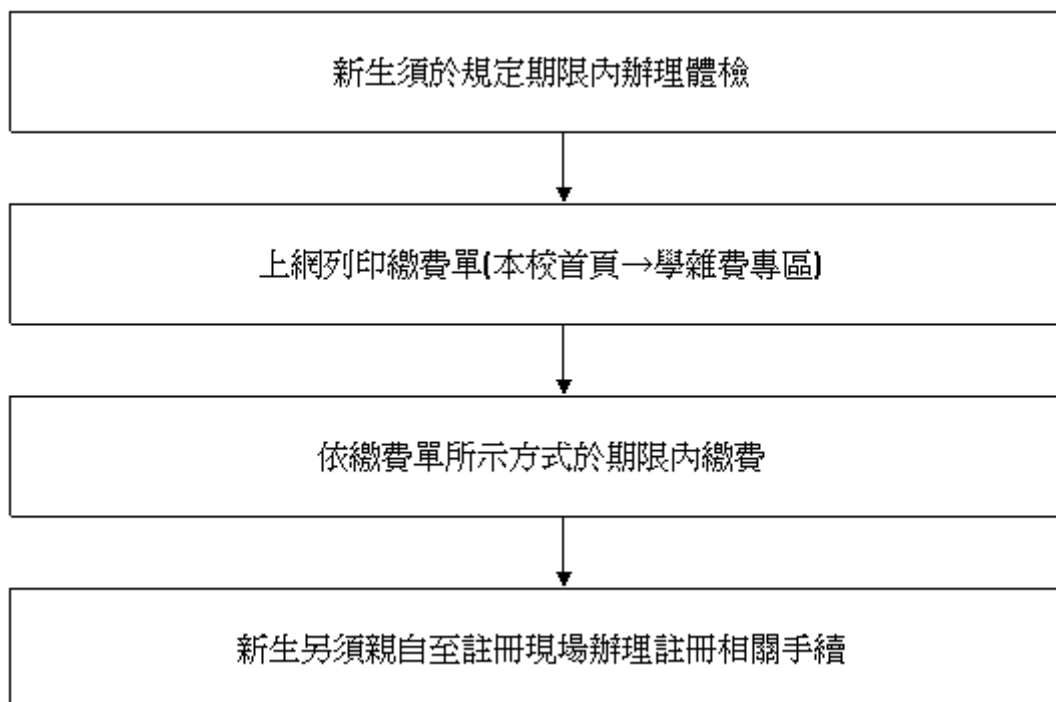 新生須於規定期限內辦理體檢
上網列印繳費單(本校首頁→學雜費專區)
依繳費單所示方式於期限內繳費
新生另須親自至註冊現場辦理註冊相關手續